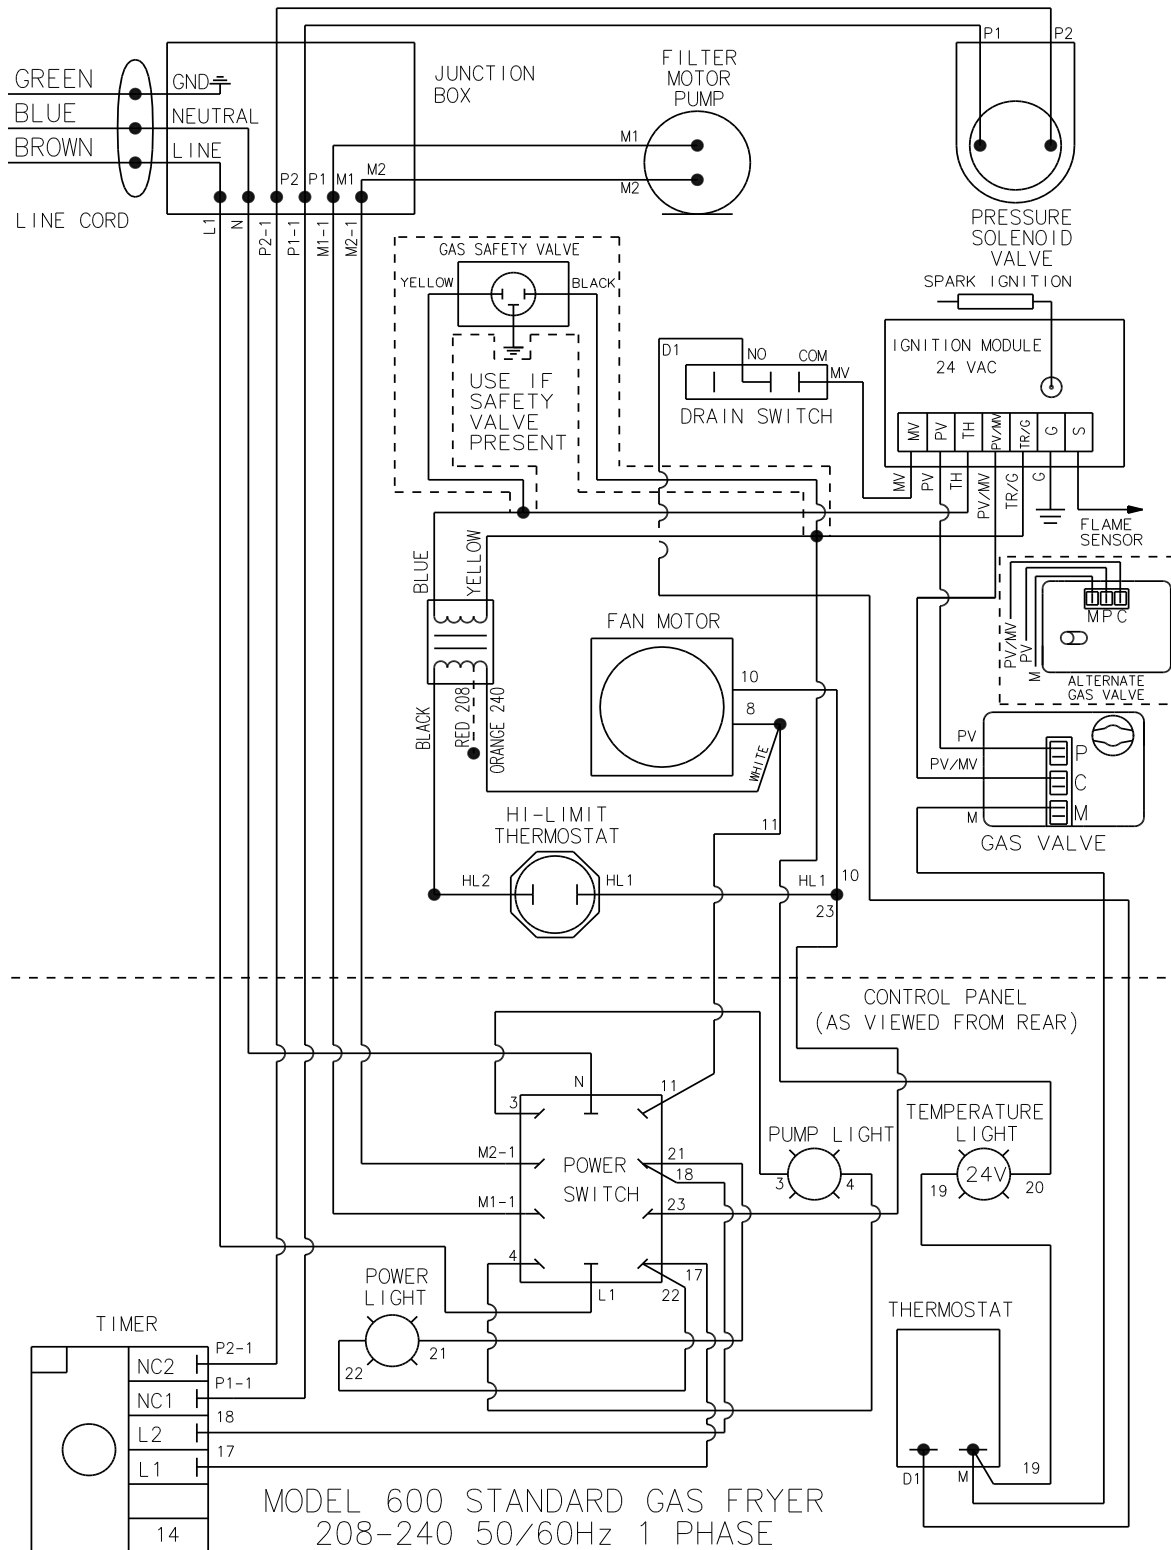 P1
P2
GREEN
BLUE
BROWN
LINE CORD
GND
NEUTRAL
LINE
JUNCTION
BOX
P2
P1
M1
M2
L1
N
P2-1
P1-1
M1-1
M2-1
FILTER
MOTOR
PUMP
M1
M2
PRESSURE
SOLENOID
VALVE
SPARK IGNITION
GAS SAFETY VALVE
YELLOW
BLACK
USE IF
SAFETY
VALVE
PRESENT
D1
NO
COM
MV
DRAIN SWITCH
IGNITION MODULE
24 VAC
MV
PV
TH
PV/MV
TR/G
G
S
MV
PV
TH
PV/MV
TR/G
G
FLAME
SENSOR
BLUE
YELLOW
BLACK
RED 208
ORANGE 240
FAN MOTOR
10
8
WHITE
11
PV/MV
PV
M
M P C
ALTERNATE
GAS VALVE
PV
PV/MV
M
P
C
M
GAS VALVE
HI-LIMIT
THERMOSTAT
HL2
HL1
HL1
10
23
CONTROL PANEL
(AS VIEWED FROM REAR)
N
11
3
M2-1
M1-1
4
POWER
SWITCH
21
18
23
17
22
L1
PUMP LIGHT
3
4
TEMPERATURE
LIGHT
24V
19
20
POWER
LIGHT
22
21
THERMOSTAT
D1
M
19
TIMER
NC2
P2-1
NC1
P1-1
L2
18
L1
17
14
MODEL 600 STANDARD GAS FRYER
208-240 50/60Hz 1 PHASE